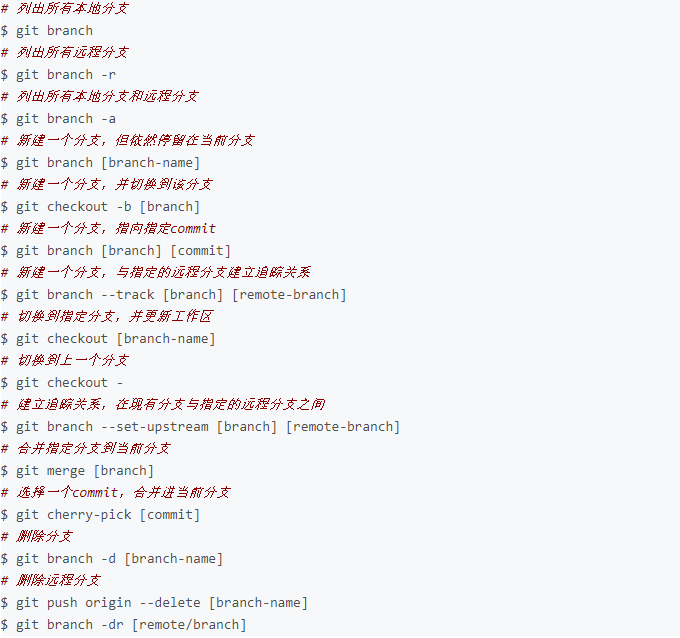 # 列出所有本地分支
$ git branch
# 列出所有远程分支
$ git branch -r
# 列出所有本地分支和远程分支
$ git branch -a
# 新建一个分支，但依然停留在当前分支
$ git branch [branch-name]
# 新建一个分支，并切换到该分支
$ git checkout -b [branch]
# 新建一个分支，指向指定commit
$ git branch [branch] [commit]
# 新建一个分支，与指定的远程分支建立追踪关系
$ git branch --track [branch] [remote-branch]
# 切换到指定分支，并更新工作区
$ git checkout [branch-name]
# 切换到上一个分支
$ git checkout -
# 建立追踪关系，在现有分支与指定的远程分支之间
$ git branch --set-upstream [branch] [remote-branch]
# 合并指定分支到当前分支
$ git merge [branch]
# 选择一个commit，合并进当前分支
$ git cherry-pick [commit]
# 删除分支
$ git branch -d [branch-name]
# 删除远程分支
$ git push origin --delete [branch-name]
$ git branch -dr [remote/branch]